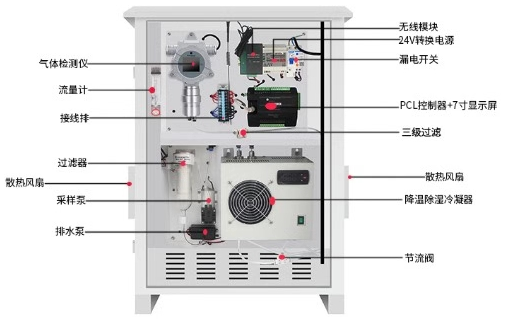 无线模块
24V转换电源
气体检测仪
漏电开关
流量计
PCL控制器+7寸显示屏
接线排
三级过滤
过滤器
散热风扇
散热风扇
采样泵
降温除湿冷凝器
排水泵
节流阀